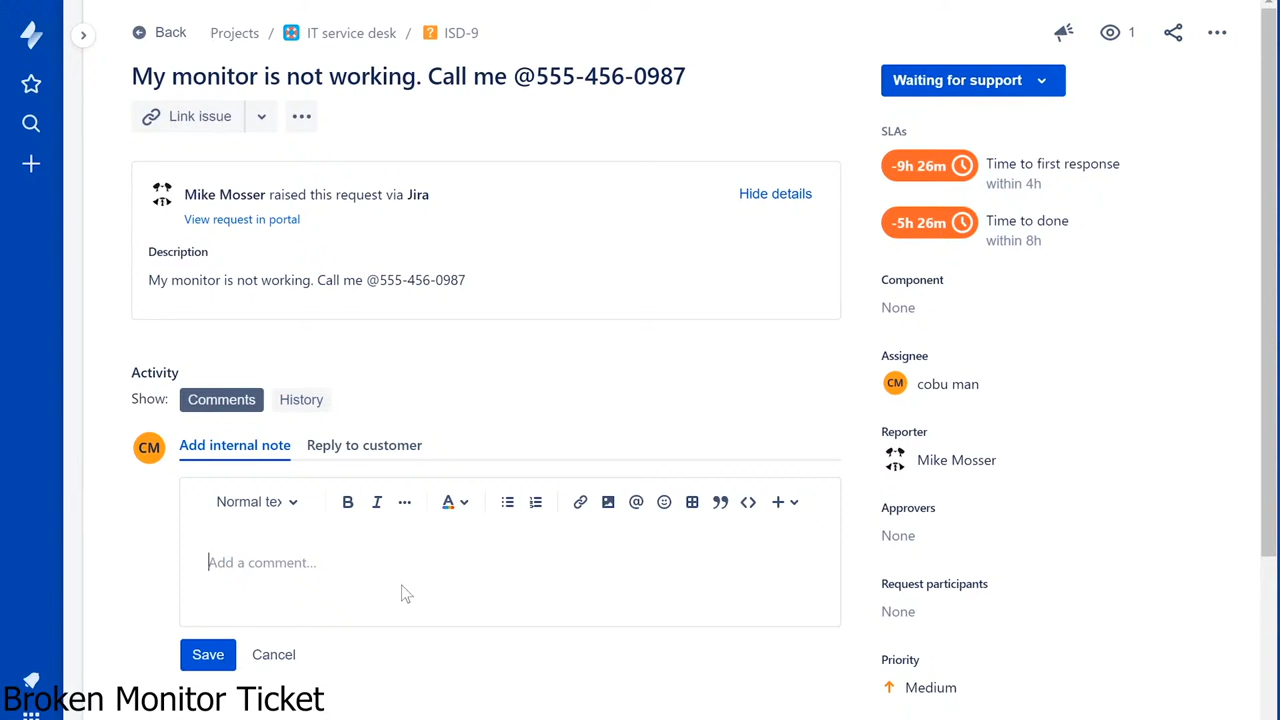 Back
Projects / IT service desk / ISD-9
1
My monitor is not working. Call me @555-456-0987
Link issue
Mike Mosser raised this request via Jira
Hide details
View request in portal
Description
My monitor is not working. Call me @555-456-0987
Activity
Show: Comments History
CM Add internal note Reply to customer
Normal te
B I A @
Add a comment...
Save Cancel
Waiting for support
SLAs
-9h 26m Time to first response
within 4h
-5h 26m Time to done
within 8h
Component
None
Assignee
CM cobu man
Reporter
Mike Mosser
Approvers
None
Request participants
None
Priority
Medium
Broken Monitor Ticket